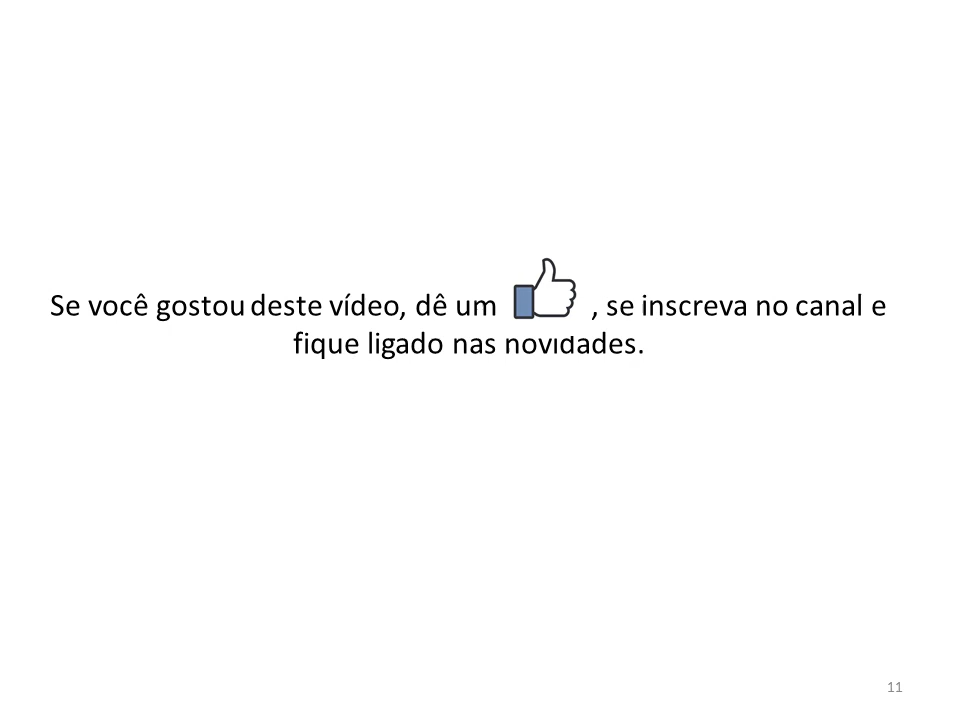 Se você gostou deste vídeo, dê um , se inscreva no canal e
fique ligado nas novidades.
11